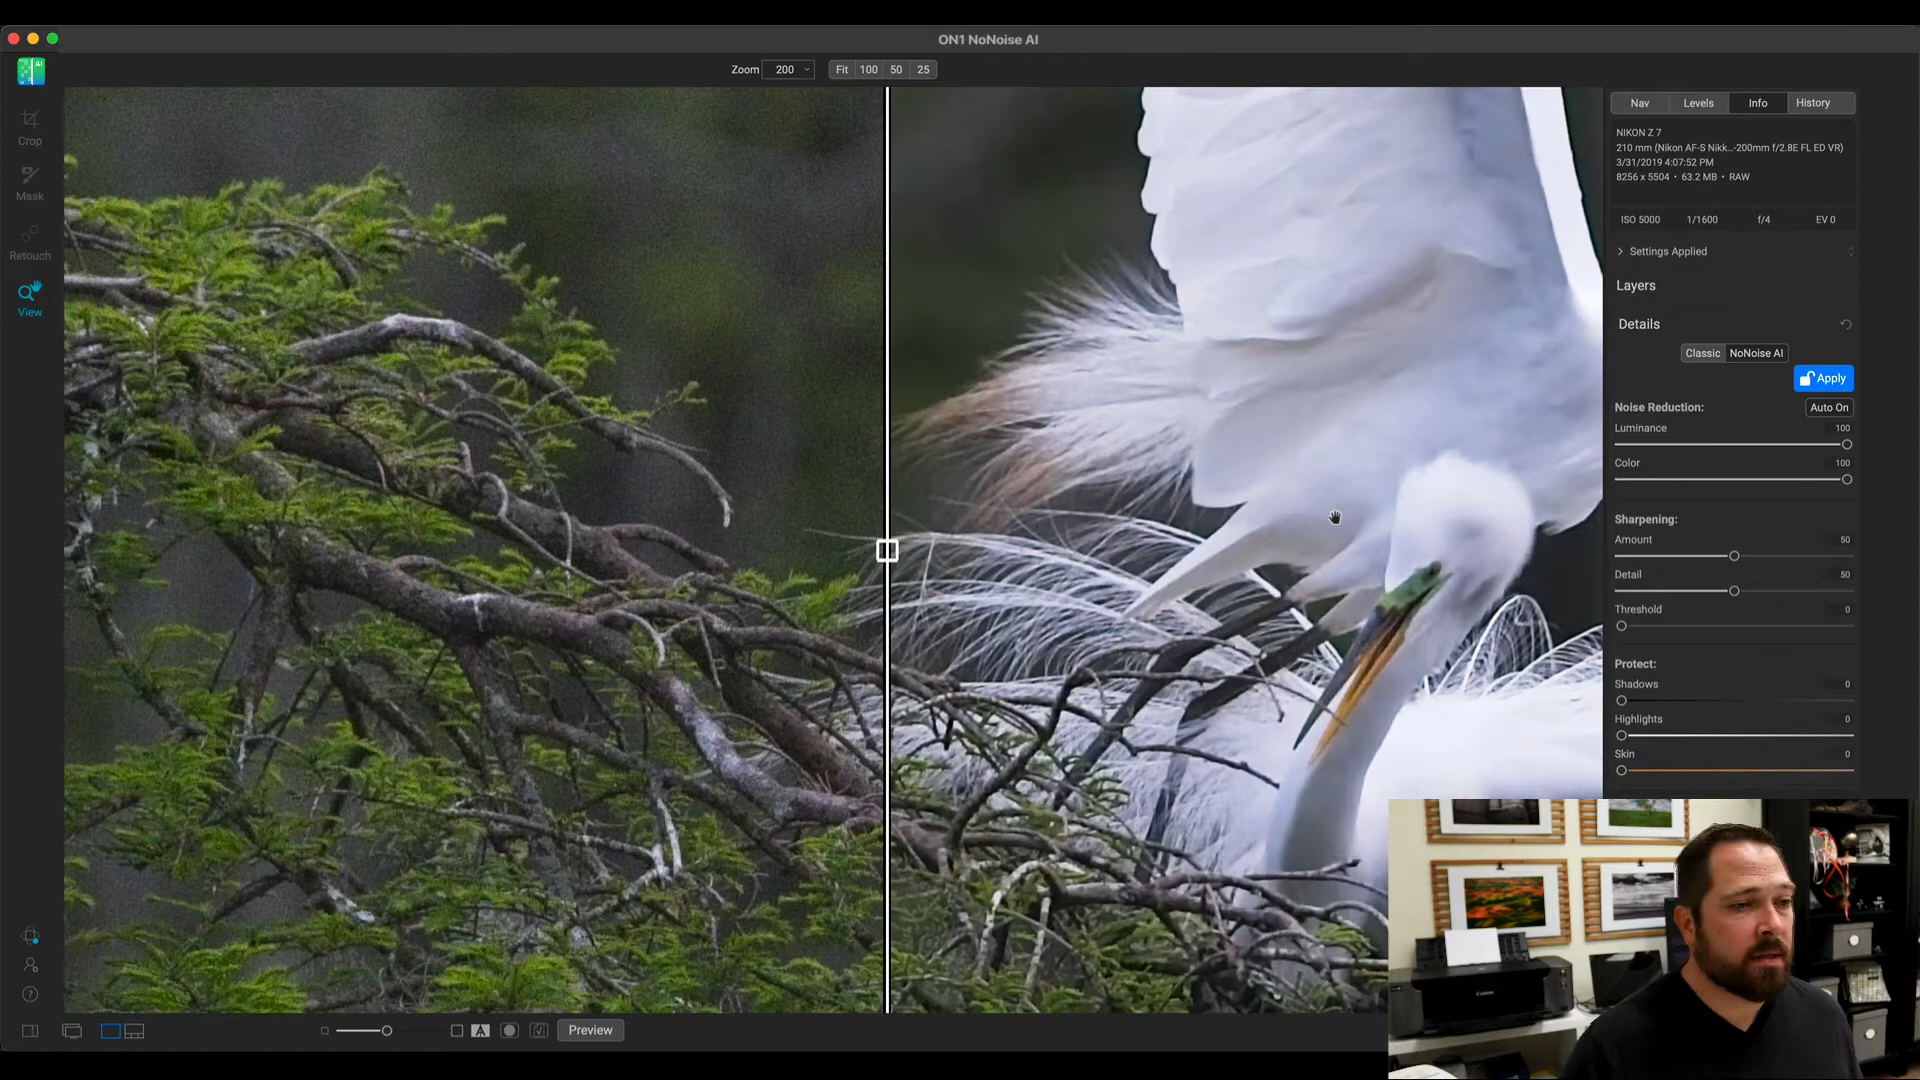 ON1 NoNoise AI
AI
Zoom 200 Fit 100 50 25
Crop
Mask
Retouch
View
Nav Levels Info History
NIKON Z 7
210 mm (Nikon AF-S Nikk...-200mm f/2.8E FL ED VR)
3/31/2019 4:07:52 PM
8256 x 5504 • 63.2 MB • RAW
ISO 5000 1/1600 f/4 EV 0
Settings Applied
Layers
Details
Classic NoNoise AI
Apply
Noise Reduction: Auto On
Luminance 100
Color 100
Sharpening:
Amount 50
Detail 50
Threshold 0
Protect:
Shadows 0
Highlights 0
Skin 0
A
Preview
Canon